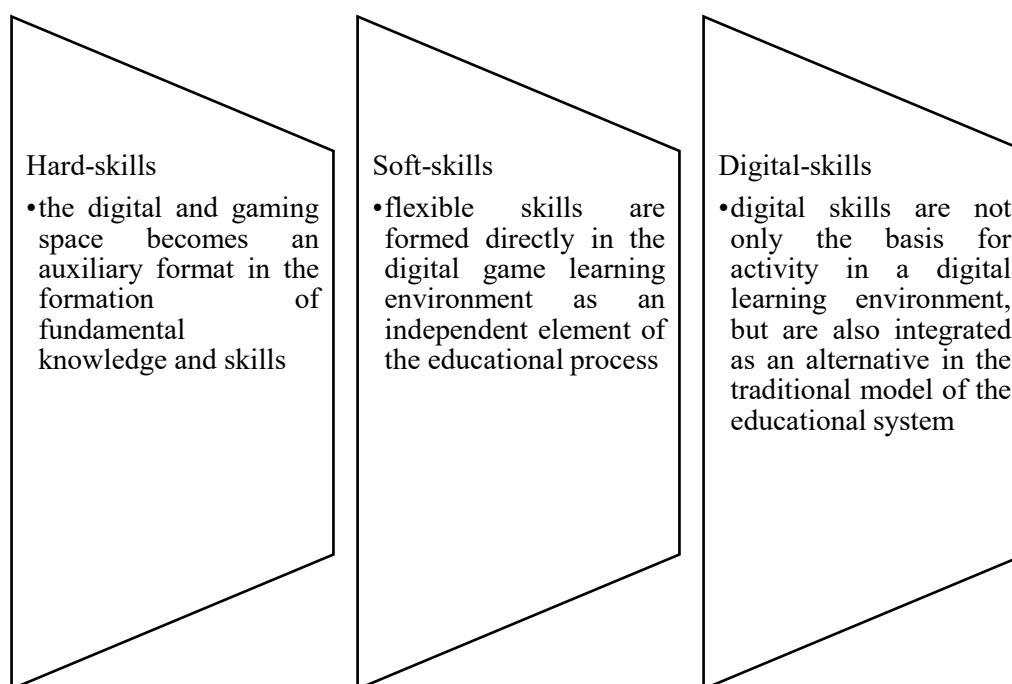 Hard-skills
•the digital and gaming
space becomes an
auxiliary format in the
formation of
fundamental
knowledge and skills
Soft-skills
•flexible skills are
formed directly in the
digital game learning
environment as an
independent element of
the educational process
Digital-skills
•digital skills are not
only the basis for
activity in a digital
learning environment,
but are also integrated
as an alternative in the
traditional model of the
educational system